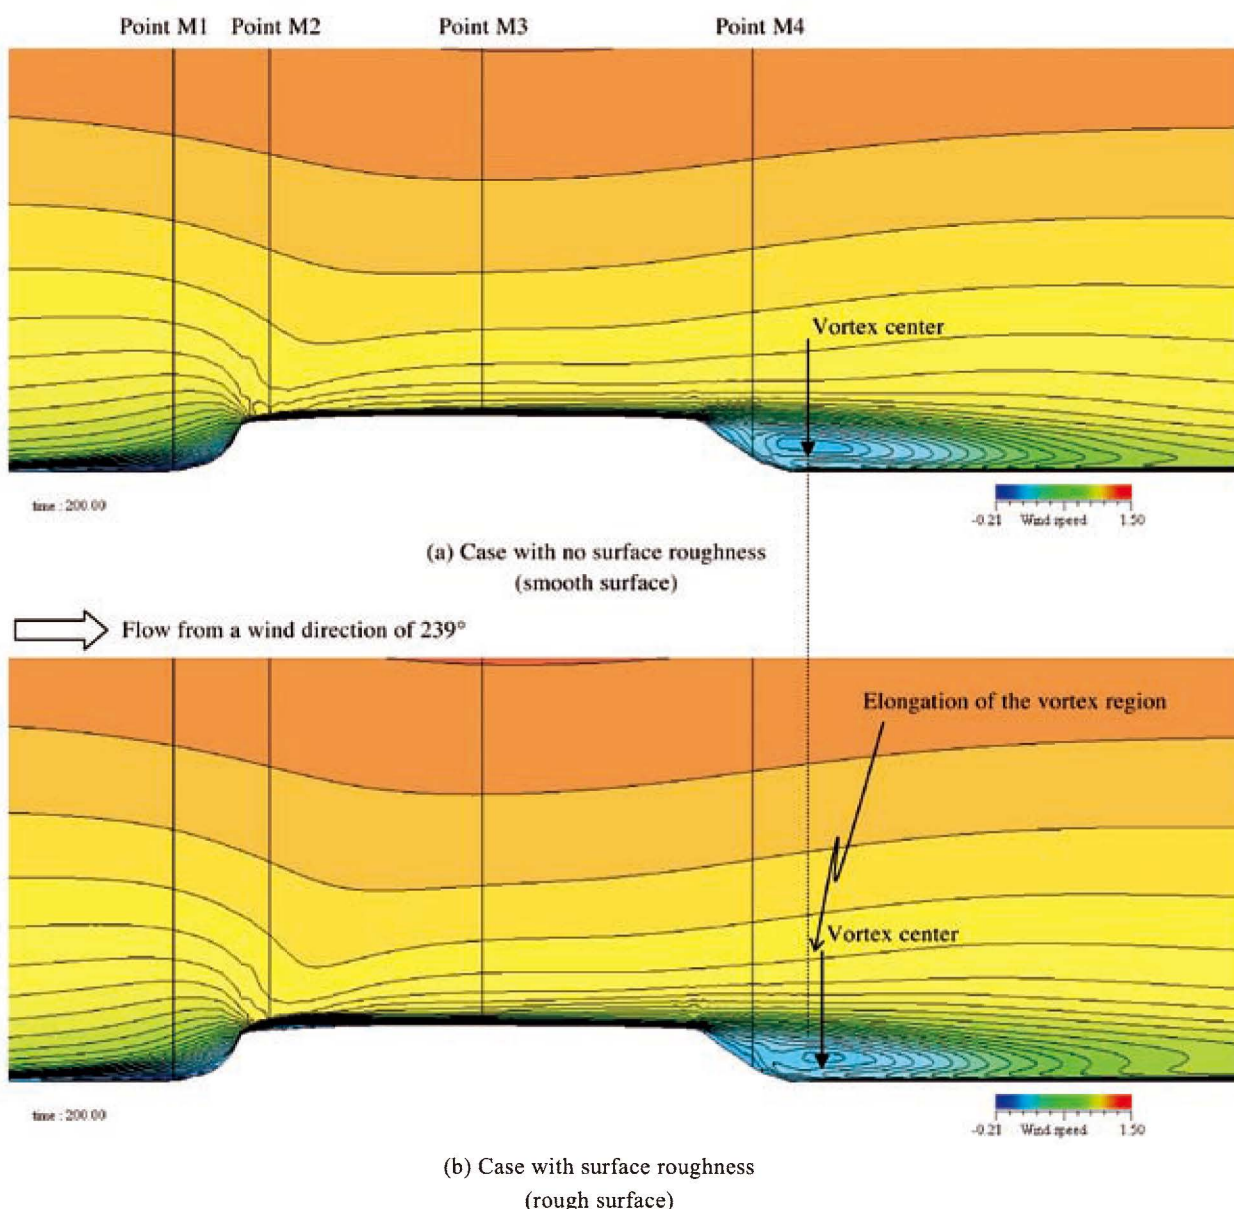 Point M1 Point M2 Point M3 Point M4
Vortex center
time : 200.00
-0.21 Wind speed 1.50
(a) Case with no surface roughness
(smooth surface)
Flow from a wind direction of 239°
Elongation of the vortex region
Vortex center
time : 200.00
-0.21 Wind speed 1.50
(b) Case with surface roughness
(rough surface)